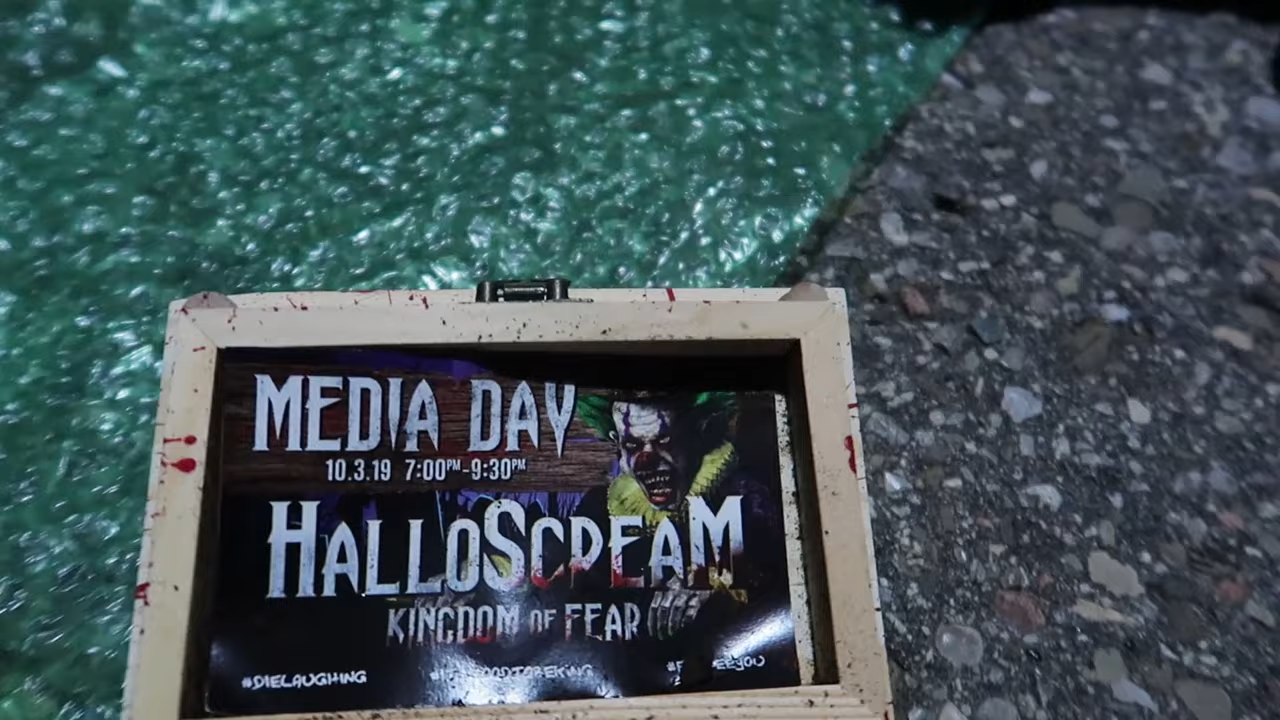 MEDIA DAY
10.3.19 7:00PM-9:30PM
HALLOSCREAM
KINGDOM OF FEAR
#DIELAUGHING